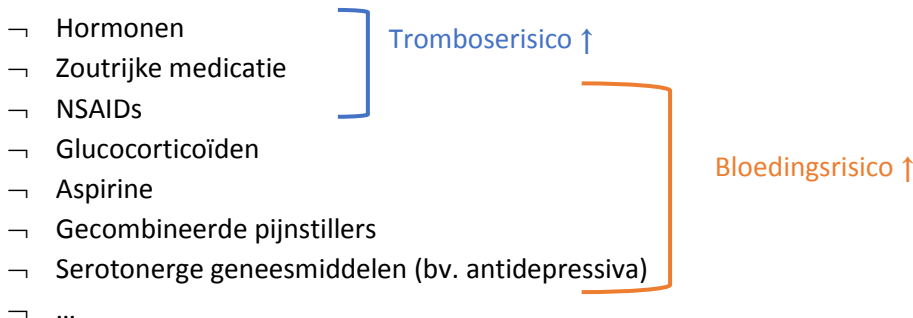 ¬ Hormonen
Tromboserisico ↑
¬ Zoutrijke medicatie
¬ NSAIDs
¬ Glucocorticoïden
Bloedingsrisico ↑
¬ Aspirine
¬ Gecombineerde pijnstillers
¬ Serotonerge geneesmiddelen (bv. antidepressiva)
¬ …